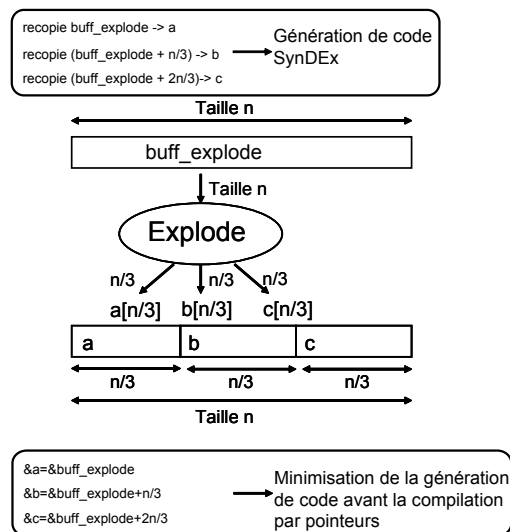 recopie buff_explode -> a
recopie (buff_explode + n/3) -> b
recopie (buff_explode + 2n/3)-> c
Génération de code
SynDEx
Taille n
buff_explode
Taille n
Explode
n/3 n/3 n/3
a[n/3] b[n/3] c[n/3]
a b c
n/3 n/3 n/3
Taille n
&a=&buff_explode
&b=&buff_explode+n/3
&c=&buff_explode+2n/3
Minimisation de la génération
de code avant la compilation
par pointeurs